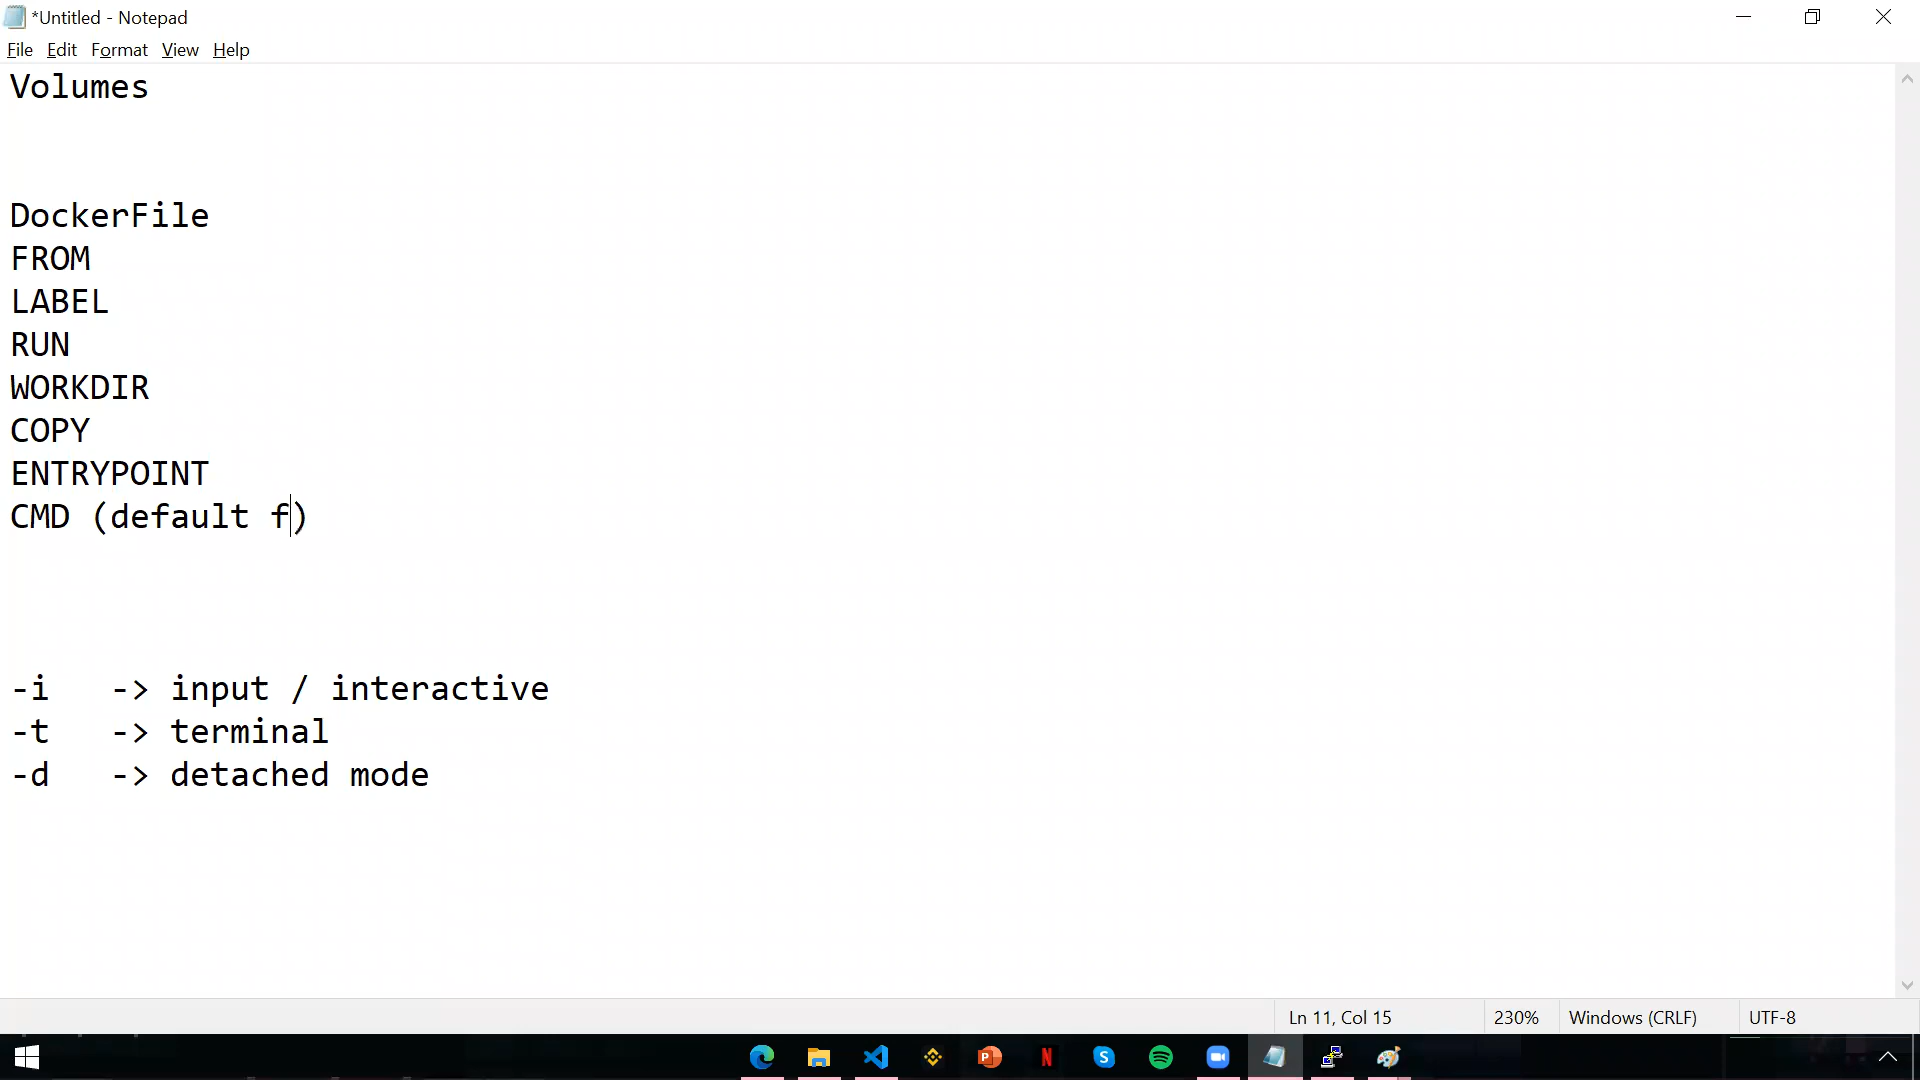 *Untitled - Notepad
File Edit Format View Help
Volumes
DockerFile
FROM
LABEL
RUN
WORKDIR
COPY
ENTRYPOINT
CMD (default f)
-i   -> input / interactive
-t   -> terminal
-d   -> detached mode
Ln 11, Col 15 230% Windows (CRLF) UTF-8